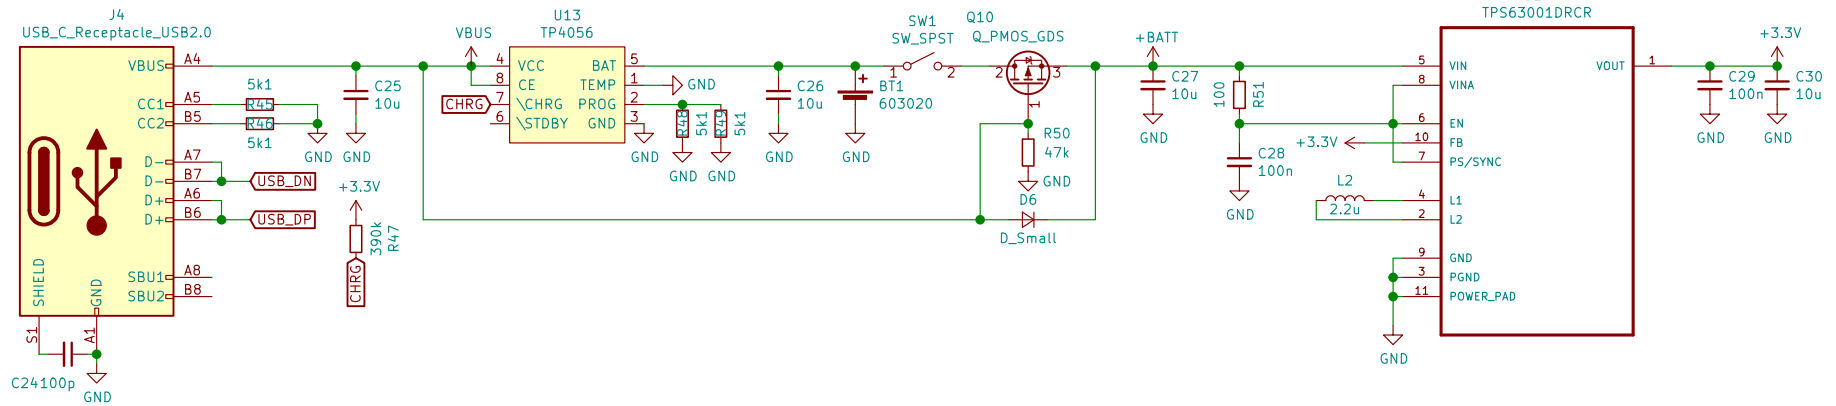 J4
USB_C_Receptacle_USB2.0
VBUS A4
CC1 A5
CC2 B5
D- A7
D- B7
D+ A6
D+ B6
SBU1 A8
SBU2 B8
SHIELD
GND
S1
A1
C24100p
GND
5k1
R45
R46
5k1
GND
USB_DN
USB_DP
C25
10u
GND
+3.3V
390k
R47
CHRG
VBUS
U13
TP4056
4 VCC
8 CE
7 \CHRG
6 \STDBY
BAT 5
TEMP 1
PROG 2
GND 3
CHRG
GND
GND
R48
5k1
GND
R49
5k1
GND
C26
10u
GND
+
BT1
603020
GND
SW1
SW_SPST
1
2
Q10
Q_PMOS_GDS
2
3
1
R50
47k
GND
D6
D_Small
+BATT
C27
10u
GND
100
R51
C28
100n
GND
+3.3V
L2
2.2u
TPS63001DRCR
5 VIN
8 VINA
6 EN
10 FB
7 PS/SYNC
4 L1
2 L2
9 GND
3 PGND
11 POWER_PAD
GND
VOUT 1
+3.3V
C29
100n
GND
C30
10u
GND